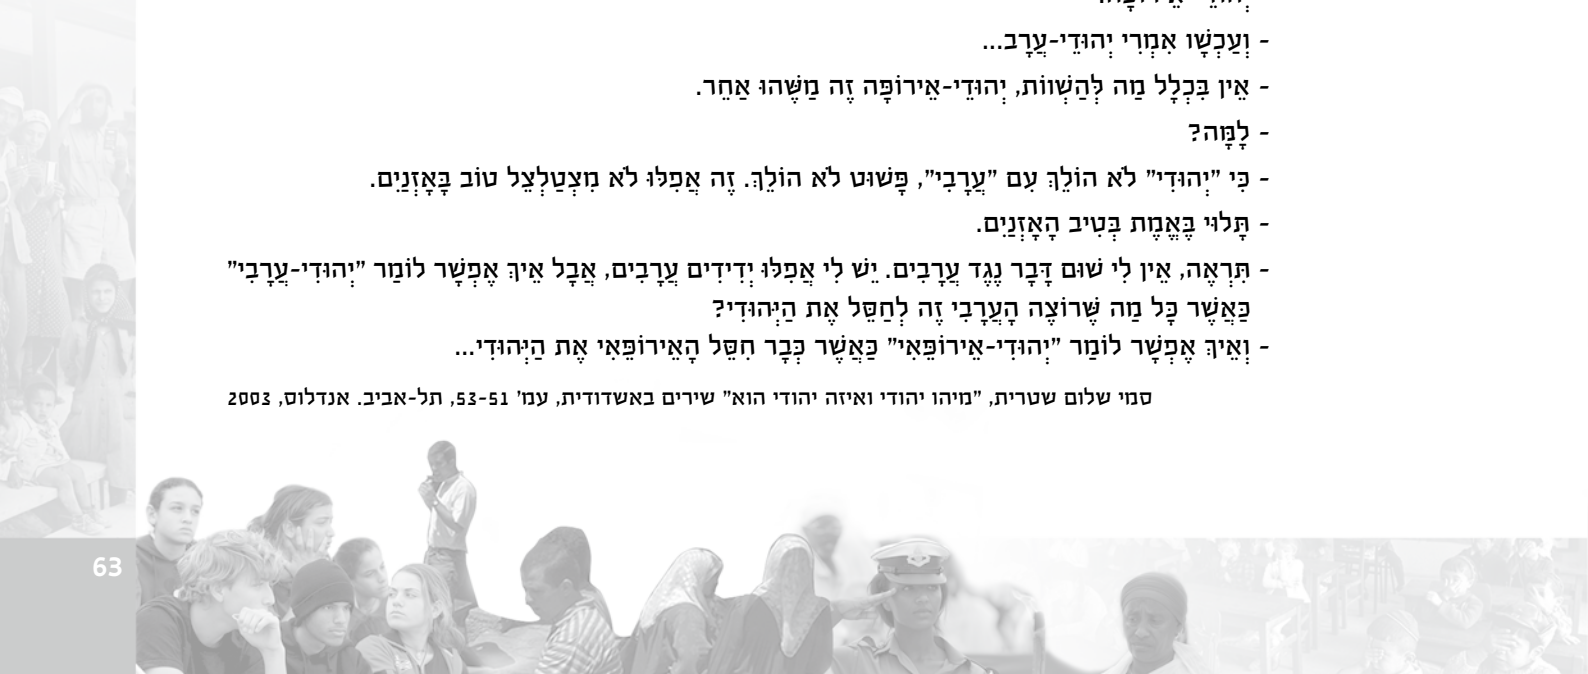 - וְעַכְשָׁו אִמְרִי יְהוּדֵי-עֲרָב...
- אֵין בִּכְלָל מַה לְּהַשְׁווֹת, יְהוּדֵי-אֵירוֹפָּה זֶה מַשֶּׁהוּ אַחֵר.
- לָמָּה?
- כִּי "יְהוּדִי" לֹא הוֹלֵךְ עִם "עֲרָבִי", פָּשׁוּט לֹא הוֹלֵךְ. זֶה אֲפִלּוּ לֹא מִצְטַלְצֵל טוֹב בָּאָזְנַיִם.
- תָּלוּי בֶּאֱמֶת בְּטִיב הָאָזְנַיִם.
- תִּרְאֶה, אֵין לִי שׁוּם דָּבָר נֶגֶד עֲרָבִים. יֵשׁ לִי אֲפִלּוּ יְדִידִים עֲרָבִים, אֲבָל אֵיךְ אֶפְשָׁר לוֹמַר "יְהוּדִי-עֲרָבִי"
כַּאֲשֶׁר כָּל מַה שֶּׁרוֹצֶה הָעֲרָבִי זֶה לְחַסֵּל אֶת הַיְּהוּדִי?
- וְאֵיךְ אֶפְשָׁר לוֹמַר "יְהוּדִי-אֵירוֹפֵּאִי" כַּאֲשֶׁר כְּבָר חִסֵּל הָאֵירוֹפֵּאִי אֶת הַיְּהוּדִי...
סמי שלום שטרית, "מיהו יהודי ואיזה יהודי הוא" שירים באשדודית, עמ' 53-51, תל-אביב. אנדלוס, 2003
63